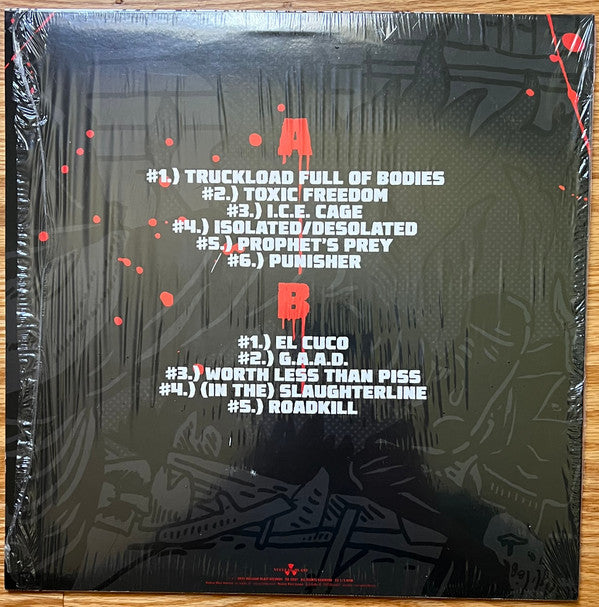 A
#1.) TRUCKLOAD FULL OF BODIES
#2.) TOXIC FREEDOM
#3.) I.C.E. CAGE
#4.) ISOLATED/DESOLATED
#5.) PROPHET'S PREY
#6.) PUNISHER
B
#1.) EL CUCO
#2.) G.A.A.D.
#3.) WORTH LESS THAN PISS
#4.) (IN THE) SLAUGHTERLINE
#5.) ROADKILL